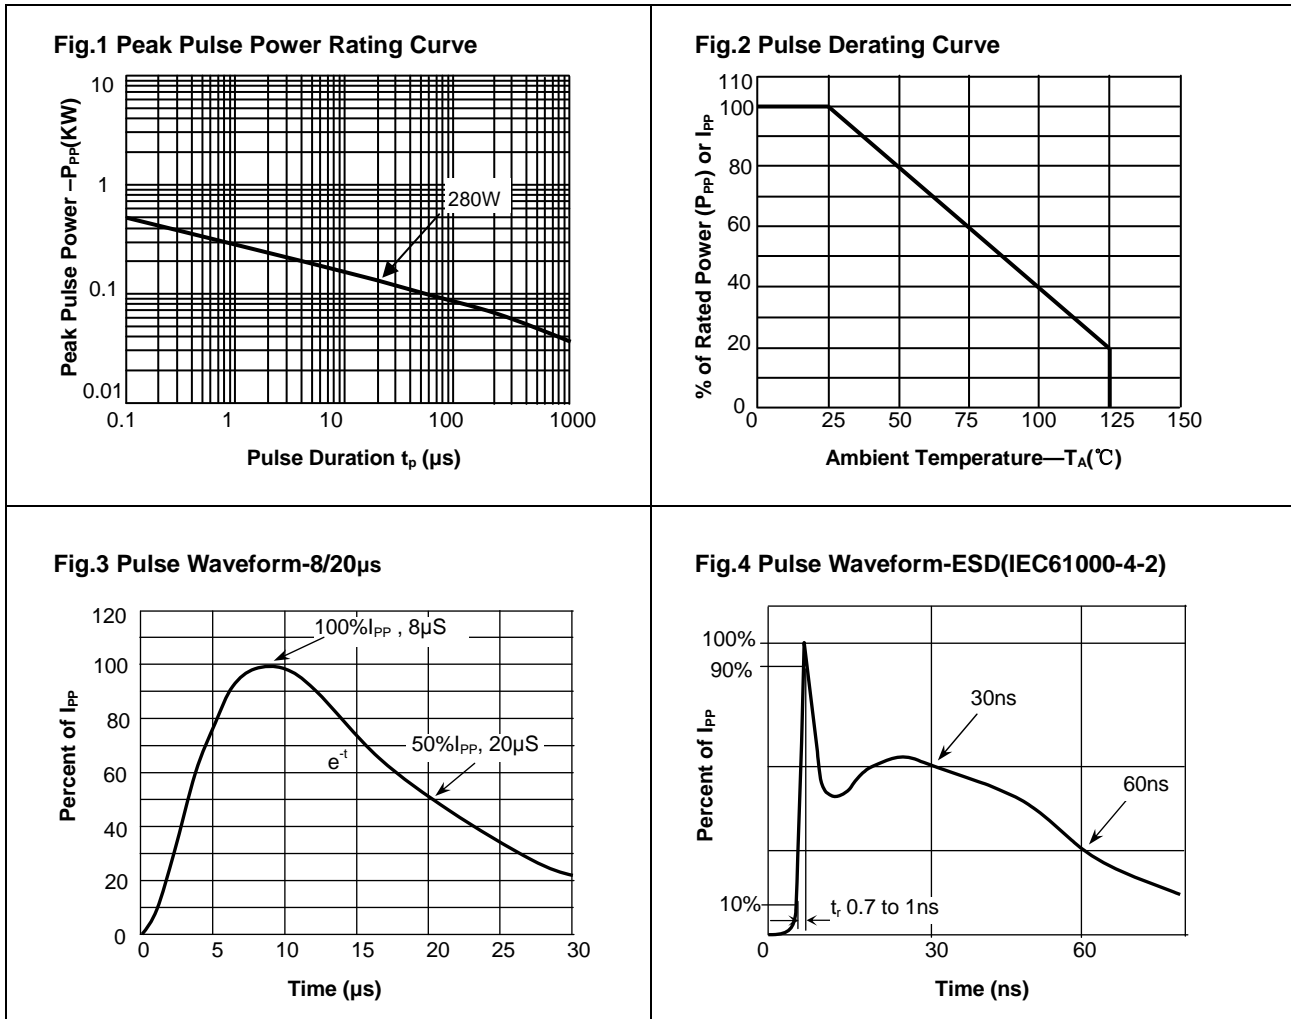 Fig.1 Peak Pulse Power Rating Curve
Peak Pulse Power –PPP(KW)
10
1
0.1
0.01
280W
0.1 1 10 100 1000
Pulse Duration tp (µs)
Fig.2 Pulse Derating Curve
% of Rated Power (PPP) or IPP
110
100
80
60
40
20
0
0 25 50 75 100 125 150
Ambient Temperature—TA(℃)
Fig.3 Pulse Waveform-8/20µs
Percent of IPP
120
100
80
60
40
20
0
100%IPP , 8µS
50%IPP, 20µS
e-t
0 5 10 15 20 25 30
Time (µs)
Fig.4 Pulse Waveform-ESD(IEC61000-4-2)
Percent of IPP
100%
90%
10%
30ns
60ns
tr 0.7 to 1ns
0 30 60
Time (ns)